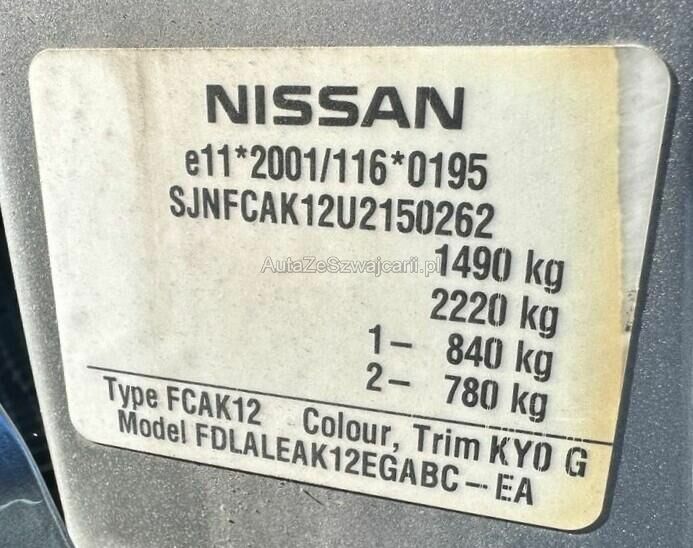 NISSAN
e11*2001/116*0195
SJNFCAK12U2150262
AutaZeSzwajcarii.pl
1490 kg
2220 kg
1– 840 kg
2– 780 kg
Type FCAK12 Colour, Trim KY0 G
Model FDLALEAK12EGABC–EA